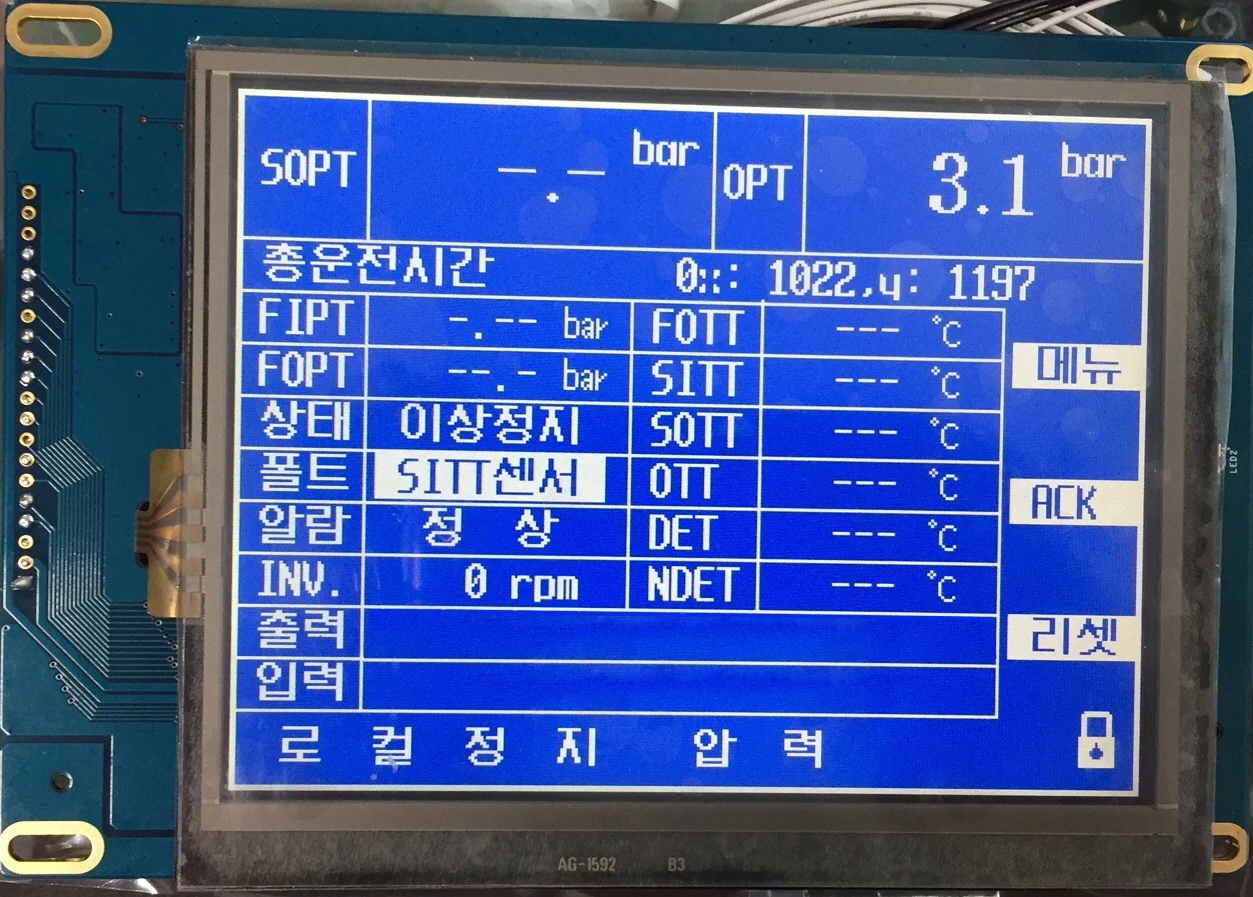 SOPT --.- bar OPT 3.1 bar
총운전시간 0:: 1022,4: 1197
FIPT -.-- bar FOTT --- ℃
FOPT --.- bar SITT --- ℃
메뉴
상태 이상정지 SOTT --- ℃
폴트 SITT센서 OTT --- ℃
ACK
알람 정 상 DET --- ℃
INV. 0 rpm NDET --- ℃
출력
리셋
입력
로 컬 정 지 압 력
AG-1592 B3
LED2